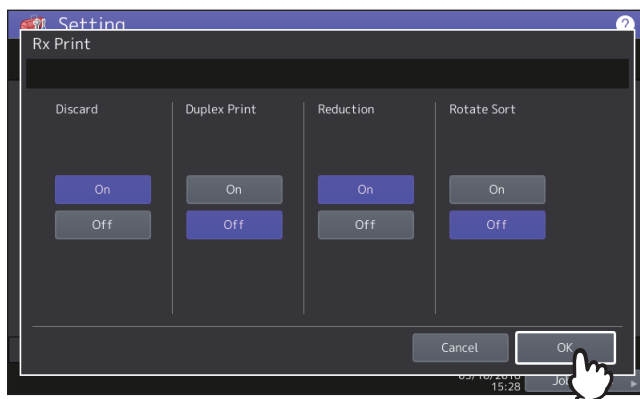 Setting
?
Rx Print
Discard Duplex Print Reduction Rotate Sort
On On On On
Off Off Off Off
Cancel OK
15:28